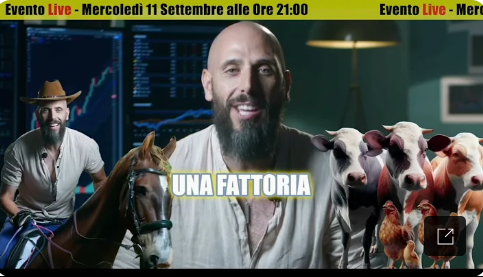 Evento Live - Mercoledì 11 Settembre alle Ore 21:00 Evento Live - Merc
UNA FATTORIA